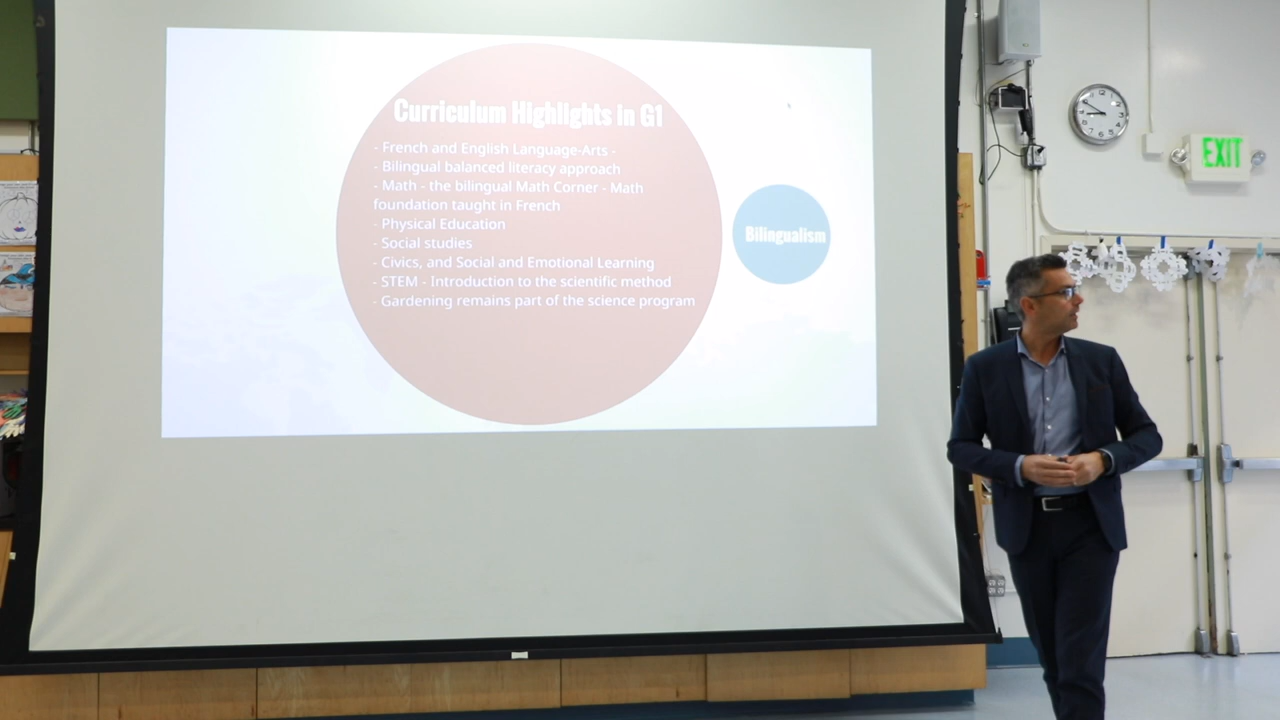 Curriculum Highlights in G1
- French and English Language-Arts -
- Bilingual balanced literacy approach
- Math - the bilingual Math Corner - Math
foundation taught in French
- Physical Education
- Social studies
- Civics, and Social and Emotional Learning
- STEM - Introduction to the scientific method
- Gardening remains part of the science program
Bilingualism
EXIT